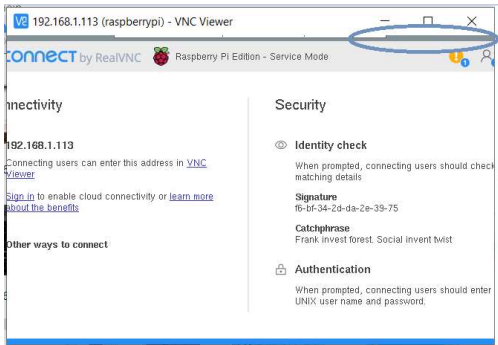 V2 192.168.1.113 (raspberrypi) - VNC Viewer
connect by RealVNC Raspberry Pi Edition - Service Mode
nnectivity
192.168.1.113
Connecting users can enter this address in VNC
Viewer
Sign in to enable cloud connectivity or learn more
about the benefits
Other ways to connect
Security
Identity check
When prompted, connecting users should check
matching details
Signature
f6-bf-34-2d-da-2e-39-75
Catchphrase
Frank invest forest. Social invent twist
Authentication
When prompted, connecting users should enter
UNIX user name and password.